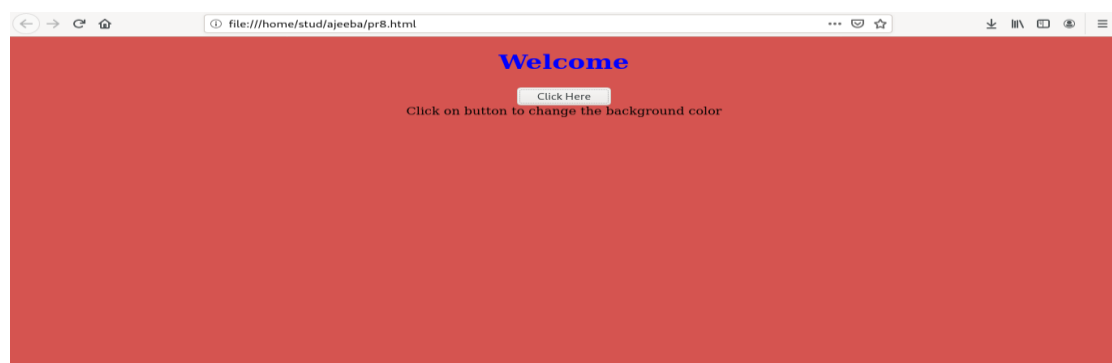 file:///home/stud/ajeeba/pr8.html
Welcome
Click Here
Click on button to change the background color